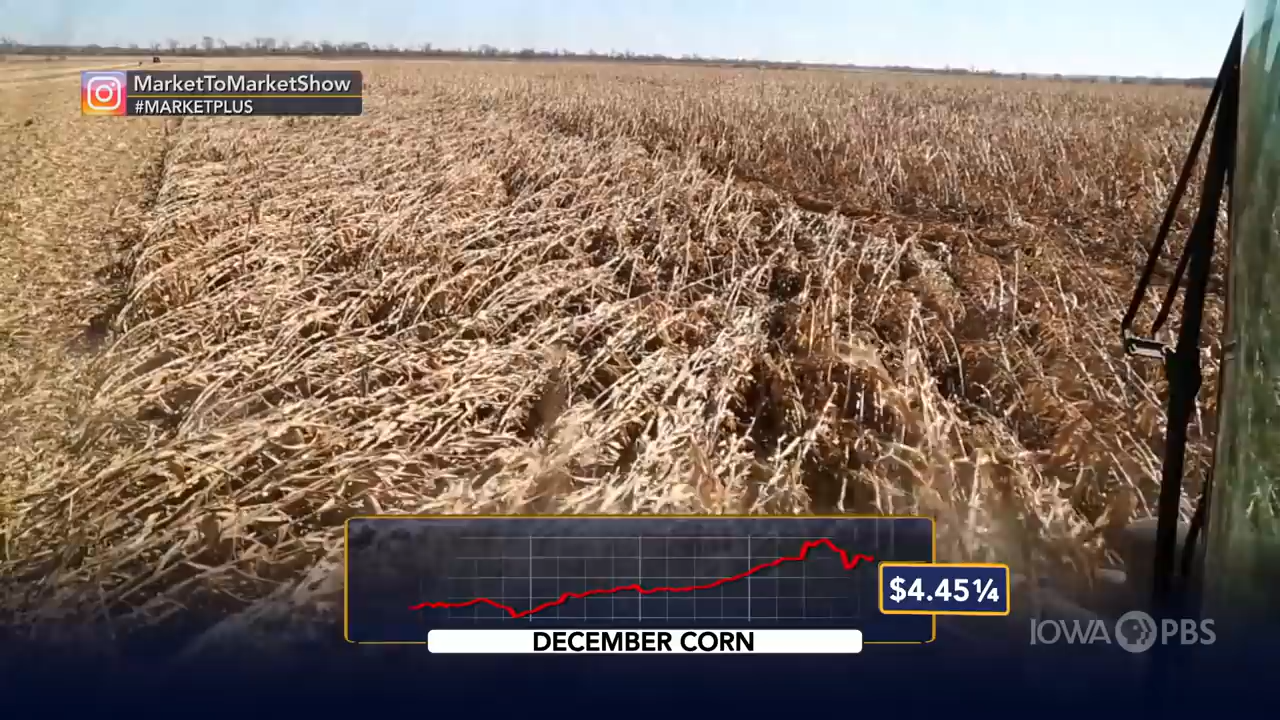 MarketToMarketShow
#MARKETPLUS
$4.45¼
DECEMBER CORN
IOWA PBS